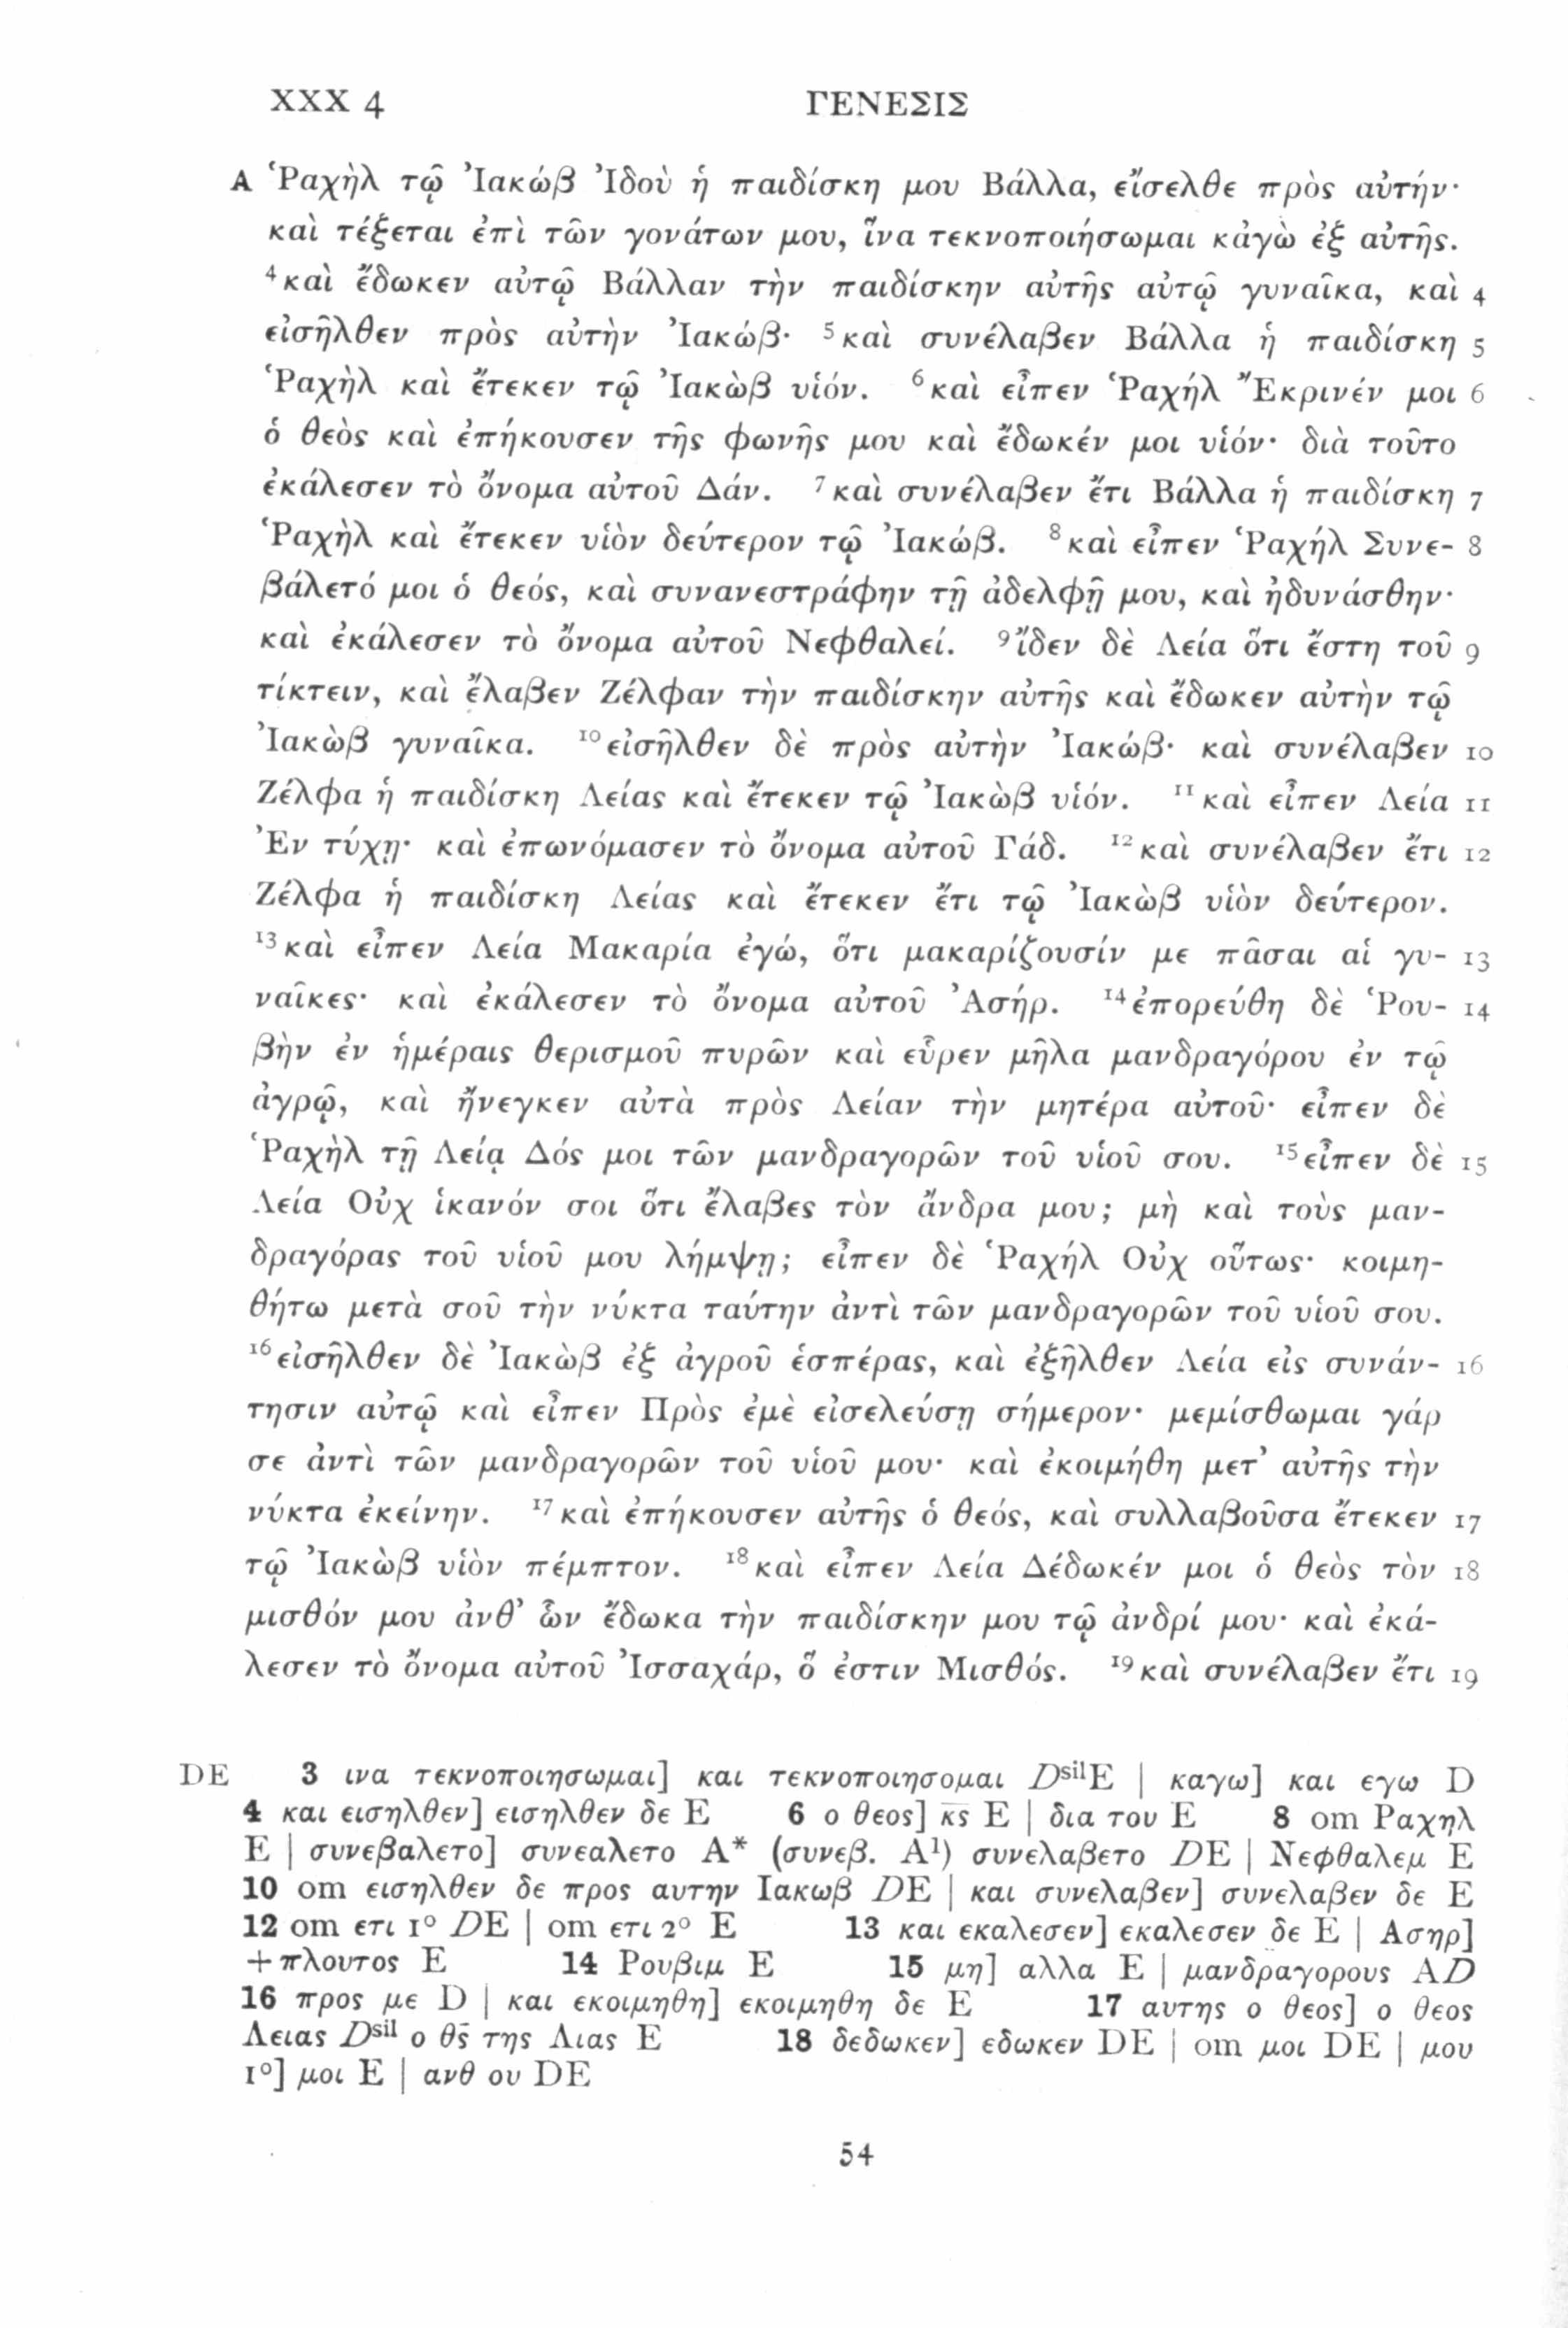 XXX 4 ΓΕΝΕΣΙΣ
A Ῥαχὴλ τῷ Ἰακώβ Ἰδοὺ ἡ παιδίσκη μου Βάλλα, εἴσελθε πρὸς αὐτήν·
καὶ τέξεται ἐπὶ τῶν γονάτων μου, ἵνα τεκνοποιήσωμαι κἀγὼ ἐξ αὐτῆς.
⁴καὶ ἔδωκεν αὐτῷ Βάλλαν τὴν παιδίσκην αὐτῆς αὐτῷ γυναῖκα, καὶ 4
εἰσῆλθεν πρὸς αὐτὴν Ἰακώβ· ⁵καὶ συνέλαβεν Βάλλα ἡ παιδίσκη 5
Ῥαχὴλ καὶ ἔτεκεν τῷ Ἰακὼβ υἱόν. ⁶καὶ εἶπεν Ῥαχήλ Ἔκρινέν μοι 6
ὁ θεὸς καὶ ἐπήκουσεν τῆς φωνῆς μου καὶ ἔδωκέν μοι υἱόν· διὰ τοῦτο
ἐκάλεσεν τὸ ὄνομα αὐτοῦ Δάν. ⁷καὶ συνέλαβεν ἔτι Βάλλα ἡ παιδίσκη 7
Ῥαχὴλ καὶ ἔτεκεν υἱὸν δεύτερον τῷ Ἰακώβ. ⁸καὶ εἶπεν Ῥαχήλ Συνε- 8
βάλετό μοι ὁ θεός, καὶ συνανεστράφην τῇ ἀδελφῇ μου, καὶ ἠδυνάσθην·
καὶ ἐκάλεσεν τὸ ὄνομα αὐτοῦ Νεφθαλεί. ⁹ἴδεν δὲ Λεία ὅτι ἔστη τοῦ 9
τίκτειν, καὶ ἔλαβεν Ζέλφαν τὴν παιδίσκην αὐτῆς καὶ ἔδωκεν αὐτὴν τῷ
Ἰακὼβ γυναῖκα. ¹⁰εἰσῆλθεν δὲ πρὸς αὐτὴν Ἰακώβ· καὶ συνέλαβεν 10
Ζέλφα ἡ παιδίσκη Λείας καὶ ἔτεκεν τῷ Ἰακὼβ υἱόν. ¹¹καὶ εἶπεν Λεία 11
Ἐν τύχῃ· καὶ ἐπωνόμασεν τὸ ὄνομα αὐτοῦ Γάδ. ¹²καὶ συνέλαβεν ἔτι 12
Ζέλφα ἡ παιδίσκη Λείας καὶ ἔτεκεν ἔτι τῷ Ἰακὼβ υἱὸν δεύτερον.
¹³καὶ εἶπεν Λεία Μακαρία ἐγώ, ὅτι μακαρίζουσίν με πᾶσαι αἱ γυ- 13
ναῖκες· καὶ ἐκάλεσεν τὸ ὄνομα αὐτοῦ Ἀσήρ. ¹⁴ἐπορεύθη δὲ Ῥου- 14
βὴν ἐν ἡμέραις θερισμοῦ πυρῶν καὶ εὗρεν μῆλα μανδραγόρου ἐν τῷ
ἀγρῷ, καὶ ἤνεγκεν αὐτὰ πρὸς Λείαν τὴν μητέρα αὐτοῦ· εἶπεν δὲ
Ῥαχὴλ τῇ Λείᾳ Δός μοι τῶν μανδραγορῶν τοῦ υἱοῦ σου. ¹⁵εἶπεν δὲ 15
Λεία Οὐχ ἱκανόν σοι ὅτι ἔλαβες τὸν ἄνδρα μου; μὴ καὶ τοὺς μαν-
δραγόρας τοῦ υἱοῦ μου λήμψῃ; εἶπεν δὲ Ῥαχήλ Οὐχ οὕτως· κοιμη-
θήτω μετὰ σοῦ τὴν νύκτα ταύτην ἀντὶ τῶν μανδραγορῶν τοῦ υἱοῦ σου.
¹⁶εἰσῆλθεν δὲ Ἰακὼβ ἐξ ἀγροῦ ἑσπέρας, καὶ ἐξῆλθεν Λεία εἰς συνάν- 16
τησιν αὐτῷ καὶ εἶπεν Πρὸς ἐμὲ εἰσελεύσῃ σήμερον· μεμίσθωμαι γάρ
σε ἀντὶ τῶν μανδραγορῶν τοῦ υἱοῦ μου· καὶ ἐκοιμήθη μετ’ αὐτῆς τὴν
νύκτα ἐκείνην. ¹⁷καὶ ἐπήκουσεν αὐτῆς ὁ θεός, καὶ συλλαβοῦσα ἔτεκεν 17
τῷ Ἰακὼβ υἱὸν πέμπτον. ¹⁸καὶ εἶπεν Λεία Δέδωκέν μοι ὁ θεὸς τὸν 18
μισθόν μου ἀνθ’ ὧν ἔδωκα τὴν παιδίσκην μου τῷ ἀνδρί μου· καὶ ἐκά-
λεσεν τὸ ὄνομα αὐτοῦ Ἰσσαχάρ, ὅ ἐστιν Μισθός. ¹⁹καὶ συνέλαβεν ἔτι 19
DE 3 ινα τεκνοποιησωμαι] και τεκνοποιησομαι Dˢⁱˡ E | καγω] και εγω D
4 και εισηλθεν] εισηλθεν δε E 6 ο θεος] κ̅ς̅ E | δια του E 8 om Ραχηλ
E | συνεβαλετο] συνεαλετο A* (συνεβ. A¹) συνελαβετο DE | Νεφθαλεμ E
10 om εισηλθεν δε προς αυτην Ιακωβ DE | και συνελαβεν] συνελαβεν δε E
12 om ετι 1° DE | om ετι 2° E 13 και εκαλεσεν] εκαλεσεν δε E | Ασηρ]
+πλουτος E 14 Ρουβιμ E 15 μη] αλλα E | μανδραγορους AD
16 προς με D | και εκοιμηθη] εκοιμηθη δε E 17 αυτης ο θεος] ο θεος
Λειας Dˢⁱˡ ο θ̅ς̅ της Λιας E 18 δεδωκεν] εδωκεν DE | om μοι DE | μου
1°] μοι E | ανθ ου DE
54